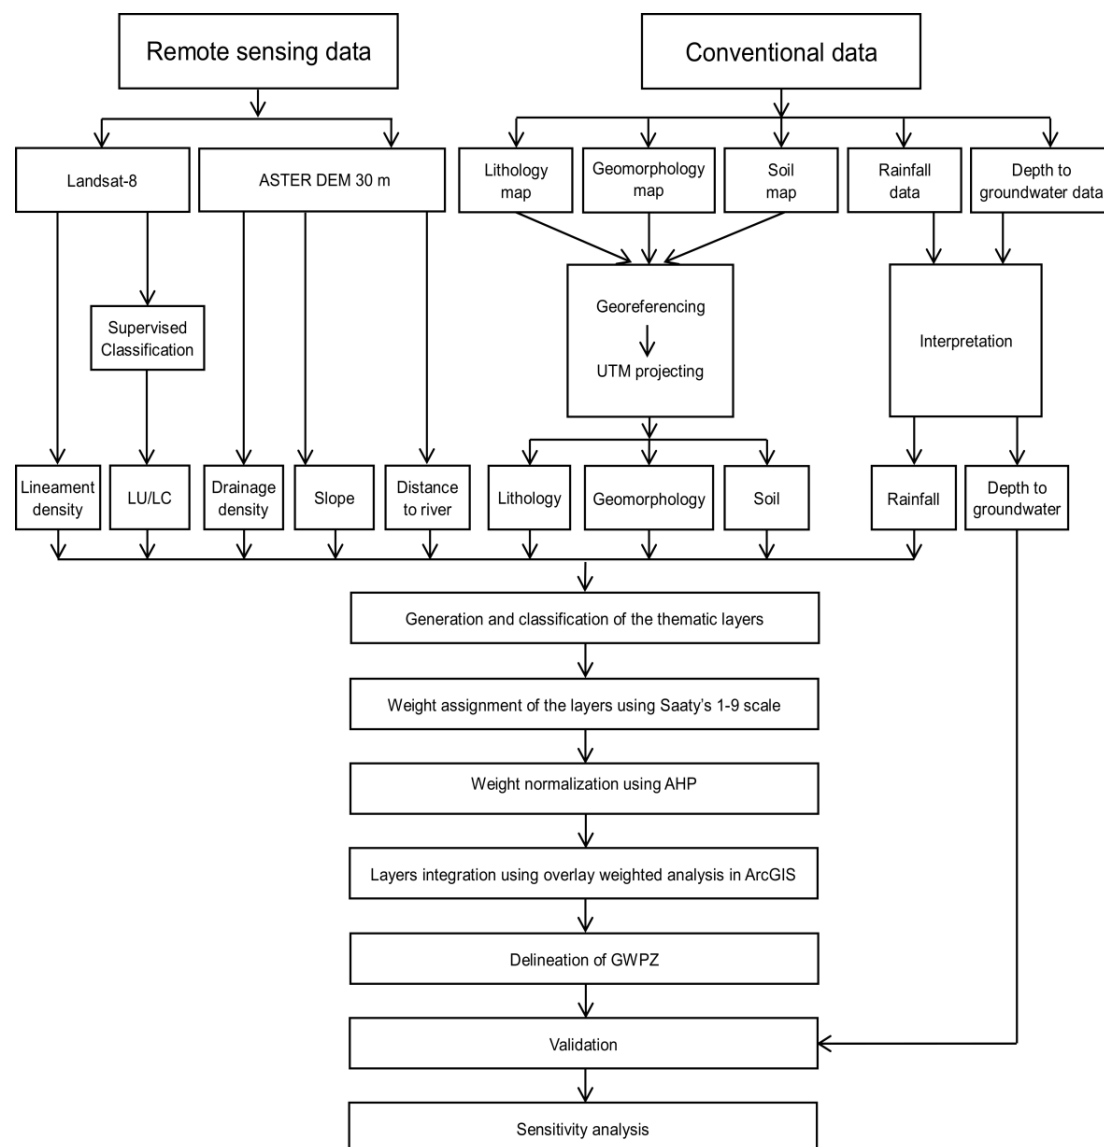 Remote sensing data
Conventional data
Landsat-8
ASTER DEM 30 m
Lithology
map
Geomorphology
map
Soil
map
Rainfall
data
Depth to
groundwater data
Supervised
Classification
Georeferencing
UTM projecting
Interpretation
Lineament
density
LU/LC
Drainage
density
Slope
Distance
to river
Lithology
Geomorphology
Soil
Rainfall
Depth to
groundwater
Generation and classification of the thematic layers
Weight assignment of the layers using Saaty’s 1-9 scale
Weight normalization using AHP
Layers integration using overlay weighted analysis in ArcGIS
Delineation of GWPZ
Validation
Sensitivity analysis